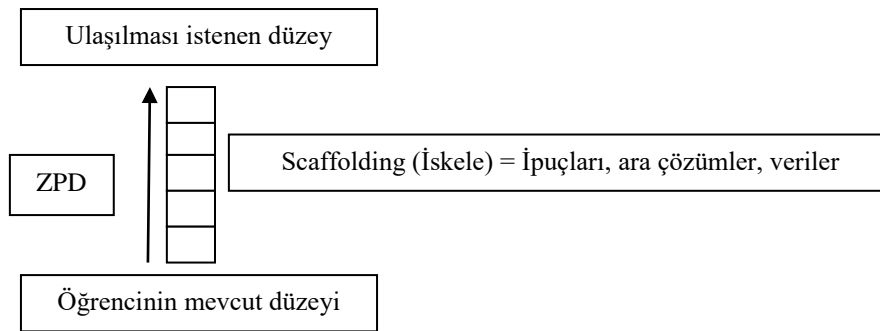 Ulaşılması istenen düzey
Scaffolding (İskele) = İpuçları, ara çözümler, veriler
ZPD
Öğrencinin mevcut düzeyi